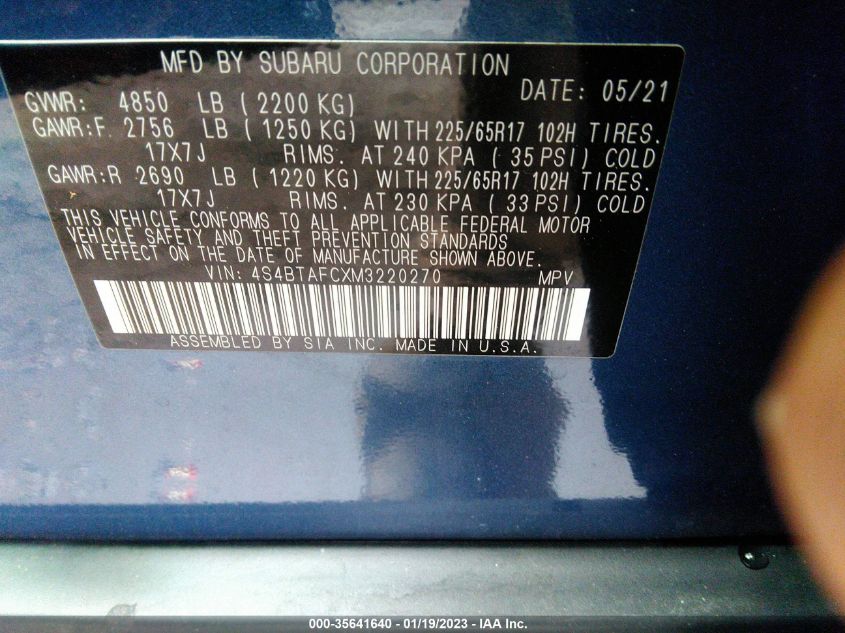 MFD BY SUBARU CORPORATION
DATE: 05/21
GVWR: 4850 LB ( 2200 KG)
GAWR:F 2756 LB ( 1250 KG) WITH 225/65R17 102H TIRES.
17X7J RIMS. AT 240 KPA ( 35 PSI) COLD
GAWR:R 2690 LB ( 1220 KG) WITH 225/65R17 102H TIRES.
17X7J RIMS. AT 230 KPA ( 33 PSI) COLD
THIS VEHICLE CONFORMS TO ALL APPLICABLE FEDERAL MOTOR
VEHICLE SAFETY AND THEFT PREVENTION STANDARDS
IN EFFECT ON THE DATE OF MANUFACTURE SHOWN ABOVE.
VIN: 4S4BTAFCXM3220270 MPV
ASSEMBLED BY SIA INC. MADE IN U.S.A.
000-35641640 - 01/19/2023 - IAA Inc.